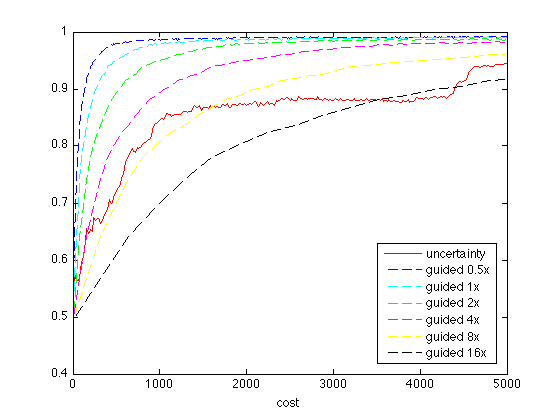 1
0.9
0.8
0.7
0.6
0.5
0.4
0 1000 2000 3000 4000 5000
cost
uncertainty
guided 0.5x
guided 1x
guided 2x
guided 4x
guided 8x
guided 16x